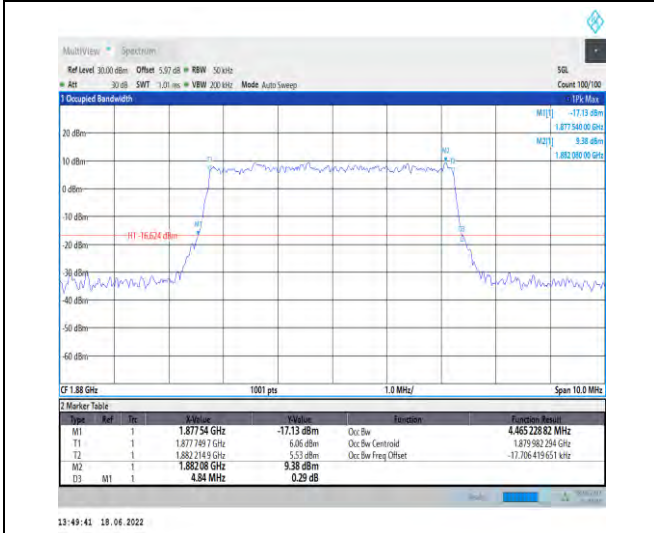 MultiView Spectrum
Ref Level 30.00 dBm Offset 5.97 dB RBW 50 kHz SGL
Att 30 dB SWT 1.01 ms VBW 200 kHz Mode Auto Sweep Count 100/100
1 Occupied Bandwidth 1Pk Max
M1[1] -17.13 dBm
1.877 540 00 GHz
M2[1] 9.38 dBm
1.882 080 00 GHz
20 dBm
M2
T1 T2
10 dBm
0 dBm
-10 dBm
M1
H1 -16.624 dBm
-20 dBm
-30 dBm
-40 dBm
-50 dBm
-60 dBm
CF 1.88 GHz 1001 pts 1.0 MHz/ Span 10.0 MHz
2 Marker Table
Type Ref Trc X-Value Y-Value Function Function Result
M1 1 1.877 54 GHz -17.13 dBm Occ Bw 4.465 228 82 MHz
T1 1 1.877 749 7 GHz 6.06 dBm Occ Bw Centroid 1.879 982 294 GHz
T2 1 1.882 214 9 GHz 5.53 dBm Occ Bw Freq Offset -17.706 419 651 kHz
M2 1 1.882 08 GHz 9.38 dBm
D3 M1 1 4.84 MHz 0.29 dB
13:49:41 18.06.2022